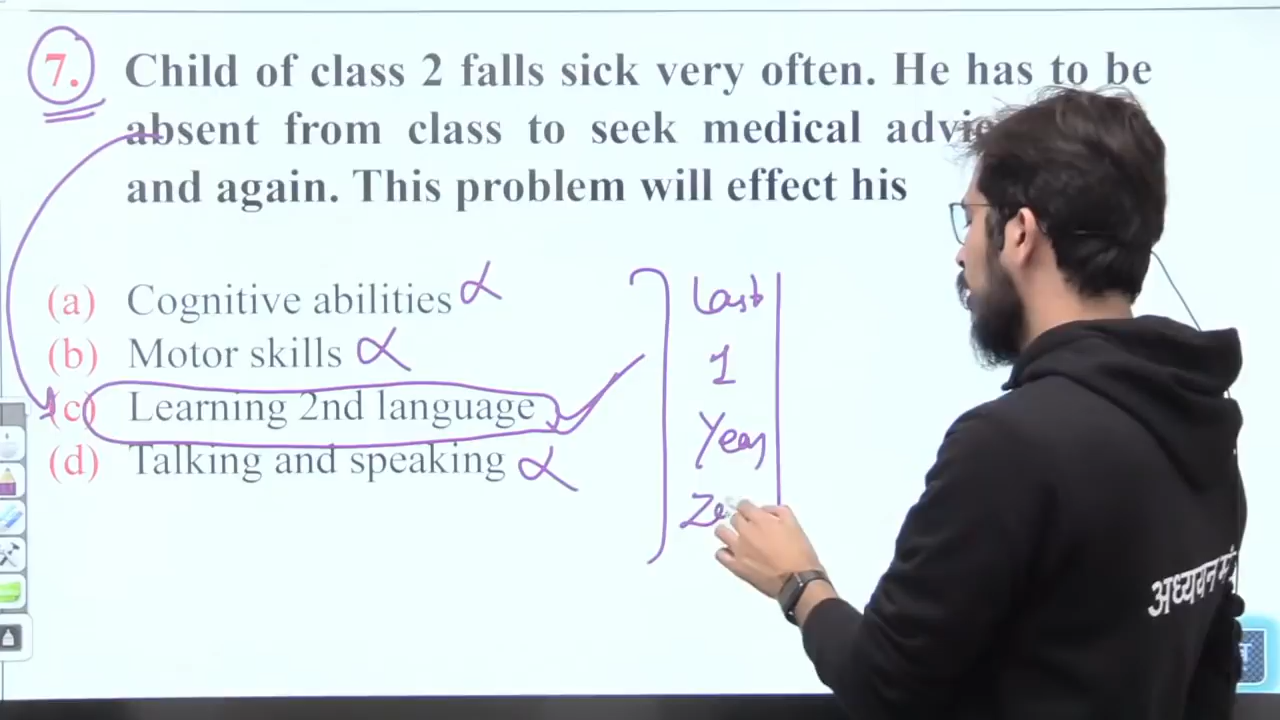 7. Child of class 2 falls sick very often. He has to be
absent from class to seek medical
and again. This problem will effect his
(a) Cognitive abilities
(b) Motor skills
(c) Learning 2nd language
(d) Talking and speaking
Last
1
Year
अध्ययन